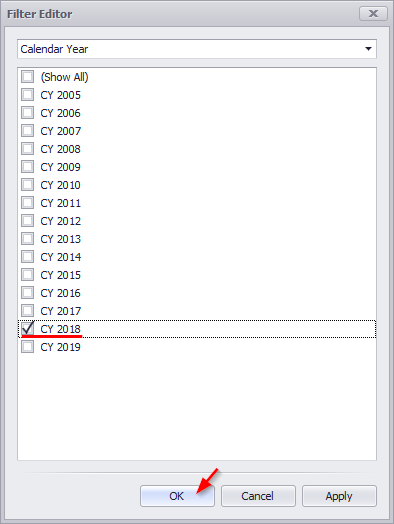 Filter Editor
Calendar Year
(Show All)
CY 2005
CY 2006
CY 2007
CY 2008
CY 2009
CY 2010
CY 2011
CY 2012
CY 2013
CY 2014
CY 2015
CY 2016
CY 2017
CY 2018
CY 2019
OK Cancel Apply